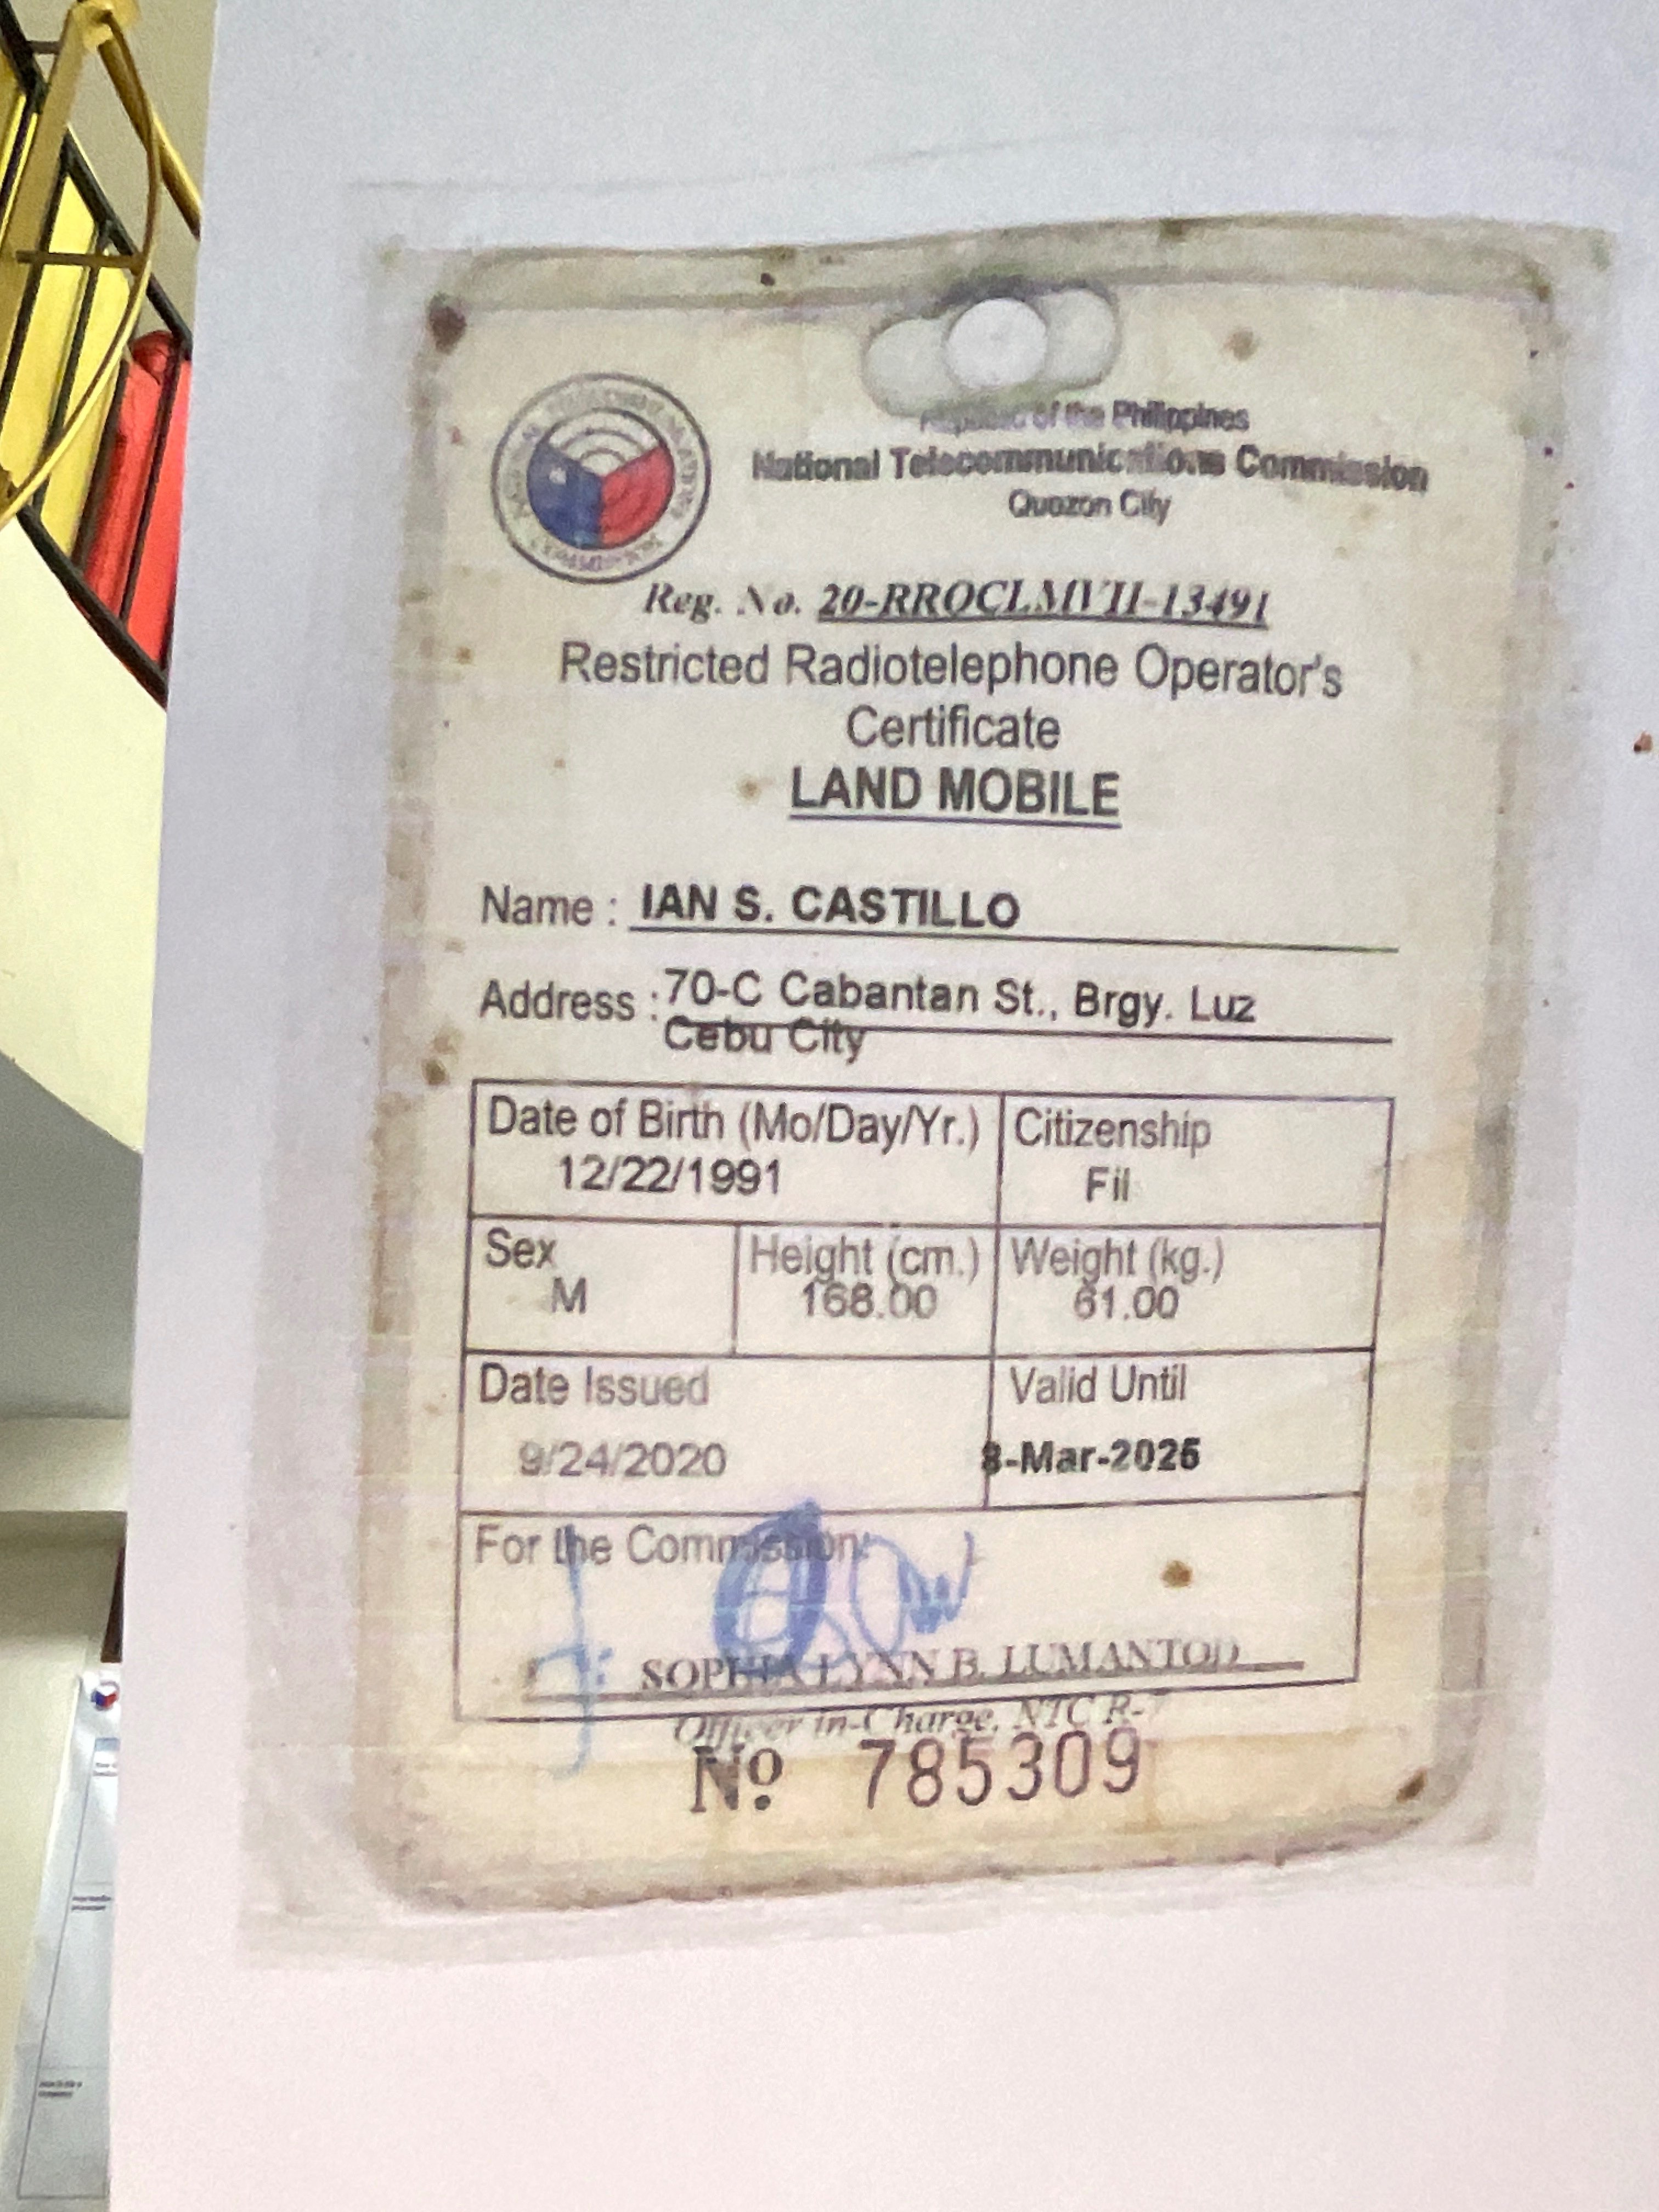 Republic of the Philippines
National Telecommunications Commission
Quezon City
Reg. No. 20-RROCLMVII-13491
Restricted Radiotelephone Operator's
Certificate
LAND MOBILE
Name : IAN S. CASTILLO
Address : 70-C Cabantan St., Brgy. Luz
Cebu City
Date of Birth (Mo/Day/Yr.) Citizenship
12/22/1991 Fil
Sex Height (cm.) Weight (kg.)
M 168.00 61.00
Date Issued Valid Until
9/24/2020 8-Mar-2025
For the Commission:
SOPHIA LYNN B. LUMANTOD
Officer in-Charge, NTC R-7
Nº 785309